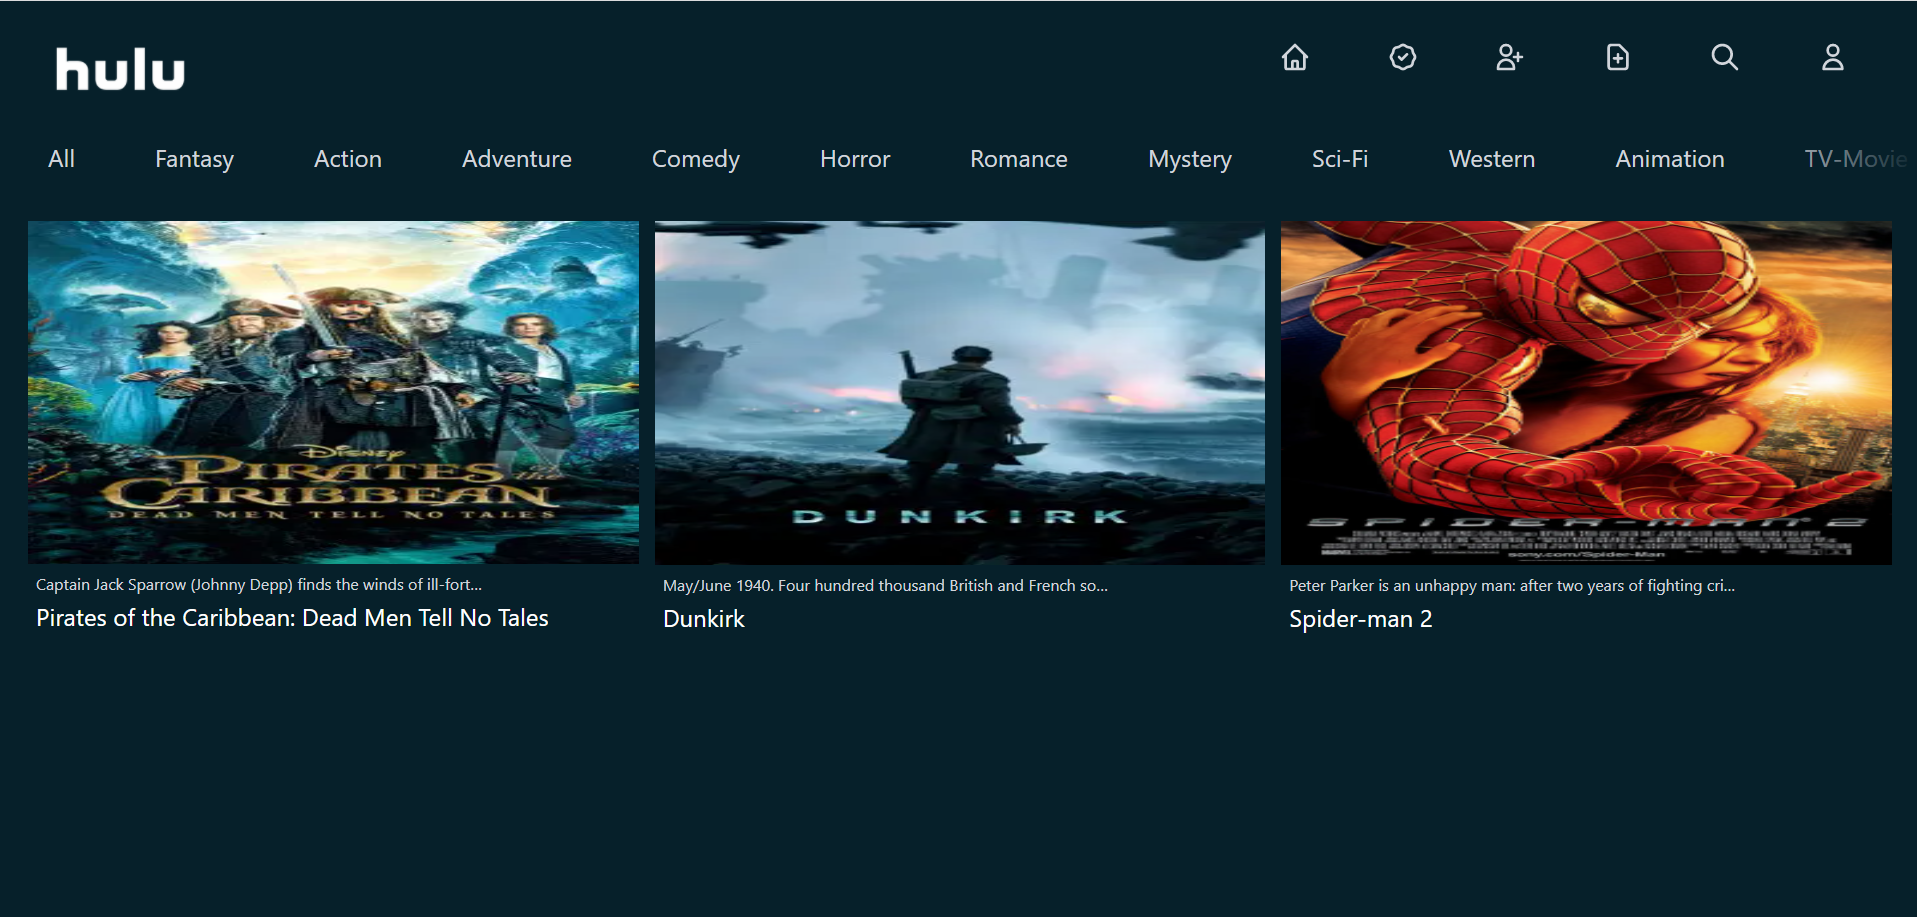 hulu
All Fantasy Action Adventure Comedy Horror Romance Mystery Sci-Fi Western Animation TV-Movie
DISNEY
PIRATES of the
CARIBBEAN
DEAD MEN TELL NO TALES
DUNKIRK
SPIDER-MAN 2
sony.com/Spider-Man
Captain Jack Sparrow (Johnny Depp) finds the winds of ill-fort...
Pirates of the Caribbean: Dead Men Tell No Tales
May/June 1940. Four hundred thousand British and French so...
Dunkirk
Peter Parker is an unhappy man: after two years of fighting cri...
Spider-man 2